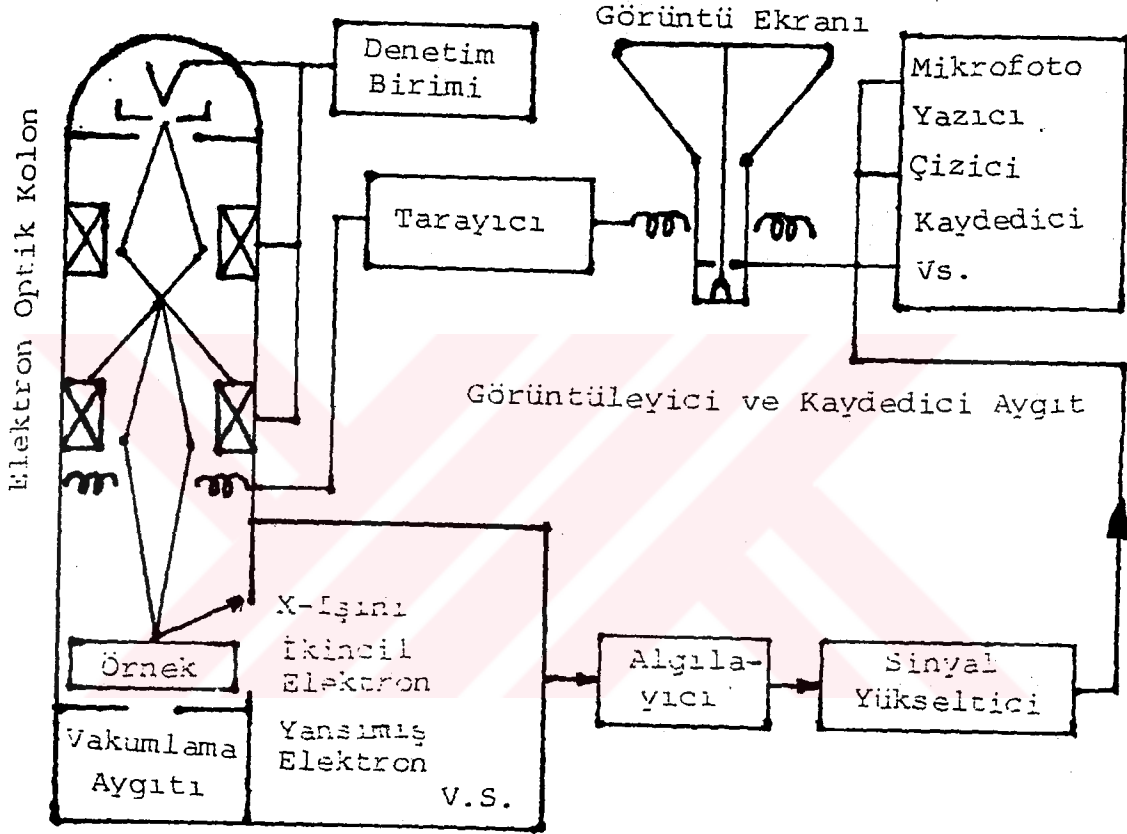 Görüntü Ekranı
Denetim
Birimi
Mikrofoto
Yazıcı
Çizici
Kaydedici
Vs.
Elektron Optik Kolon
Tarayıcı
Görüntüleyici ve Kaydedici Aygıt
X-Işını
İkincil
Elektron
Yansımış
Elektron
V.S.
Örnek
Vakumlama
Aygıtı
Algıla-
yıcı
Sinyal
Yükseltici